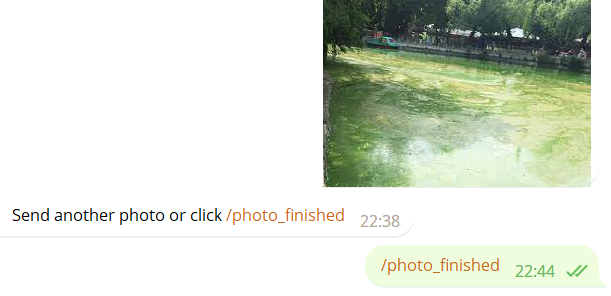 Send another photo or click /photo_finished 22:38
/photo_finished 22:44